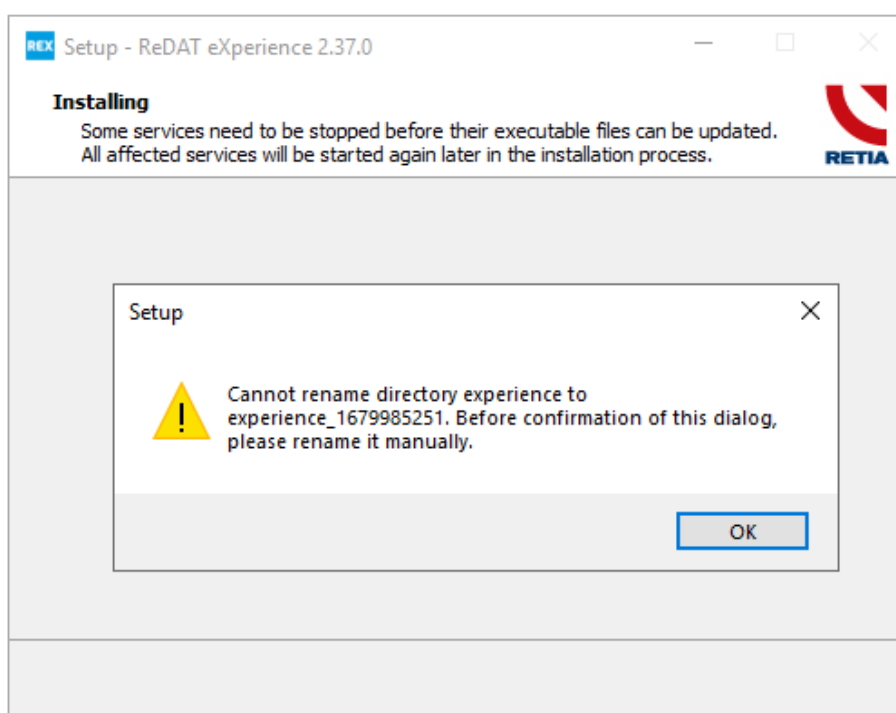 REX Setup - ReDAT eXperience 2.37.0
Installing
Some services need to be stopped before their executable files can be updated.
All affected services will be started again later in the installation process.
RETIA
Setup
Cannot rename directory experience to
experience_1679985251. Before confirmation of this dialog,
please rename it manually.
OK